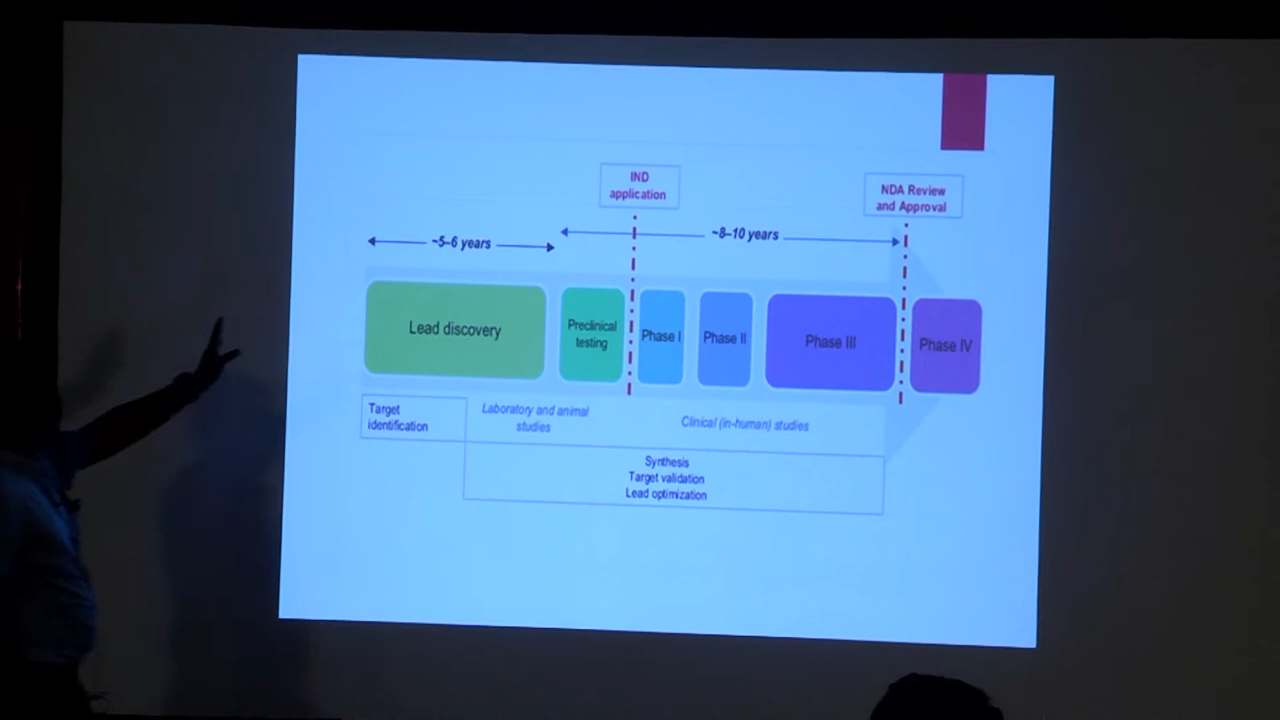 IND
application
NDA Review
and Approval
~5–6 years
~8–10 years
Lead discovery
Preclinical
testing
Phase I
Phase II
Phase III
Phase IV
Target
identification
Laboratory and animal
studies
Clinical (in-human) studies
Synthesis
Target validation
Lead optimization